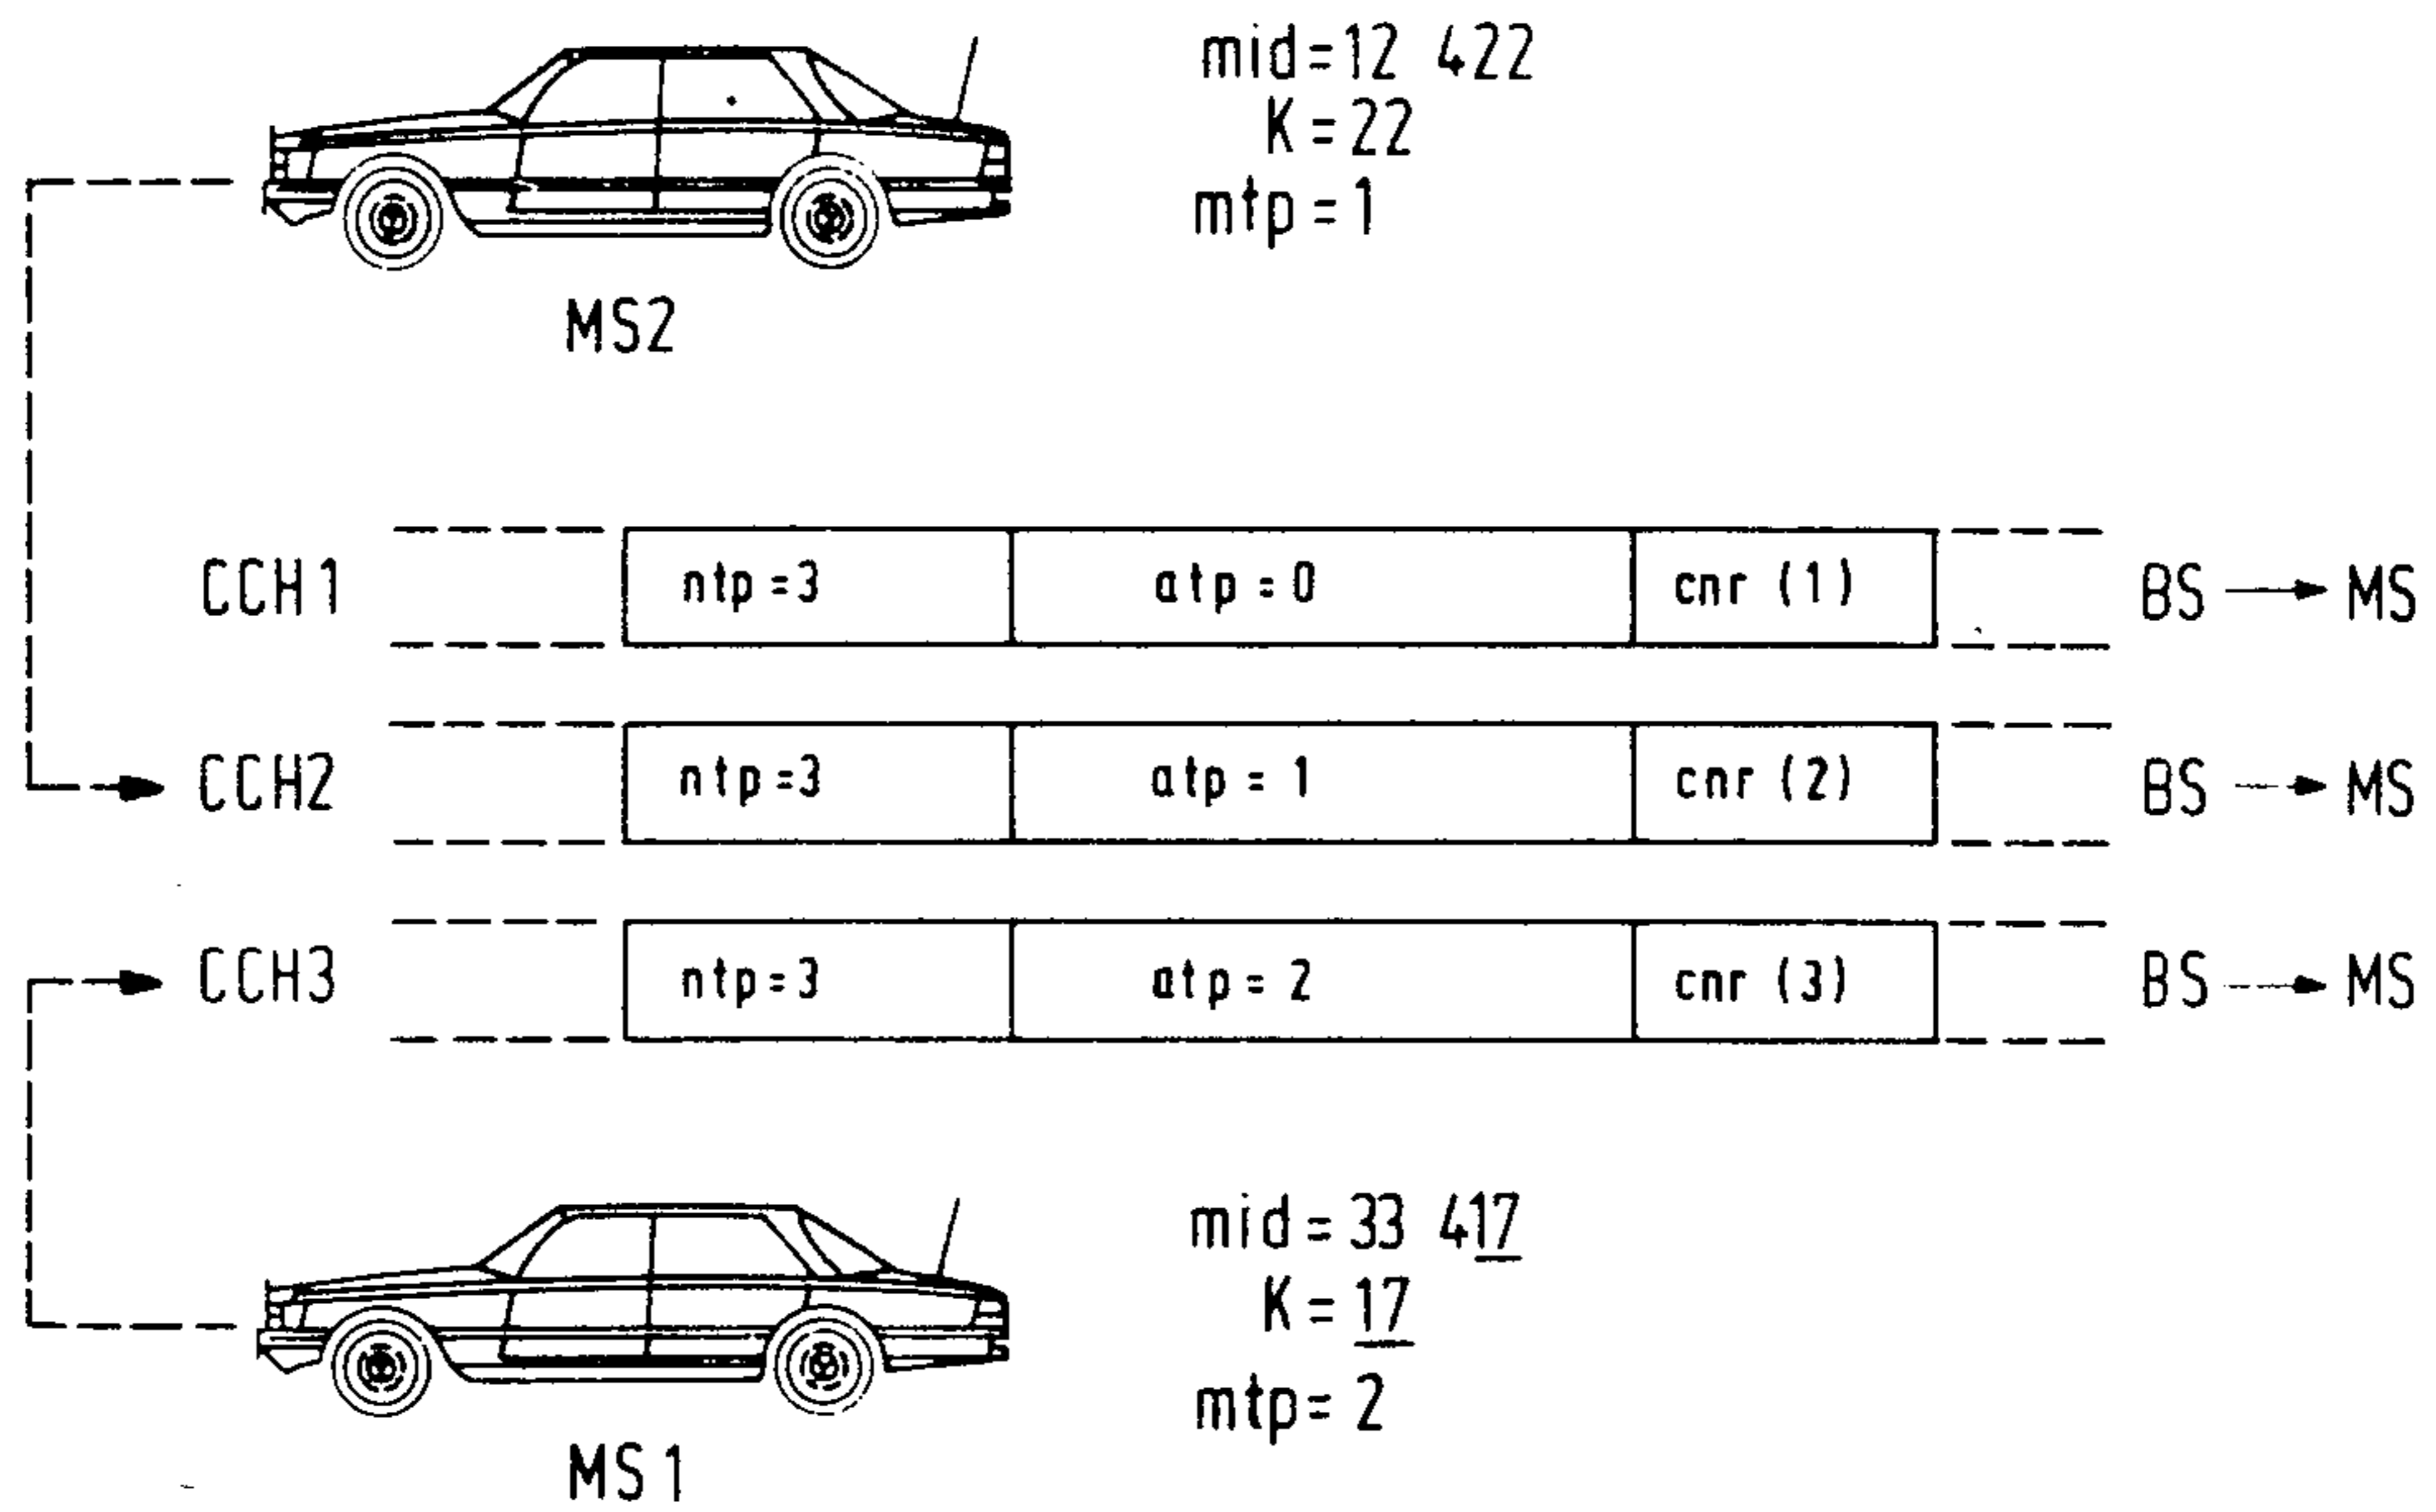 mid=12 422
K=22
mtp=1
MS2
CCH1 ntp=3 atp=0 cnr (1) BS MS
CCH2 ntp=3 atp=1 cnr (2) BS MS
CCH3 ntp=3 atp=2 cnr (3) BS MS
mid=33 417
K=17
mtp=2
MS1